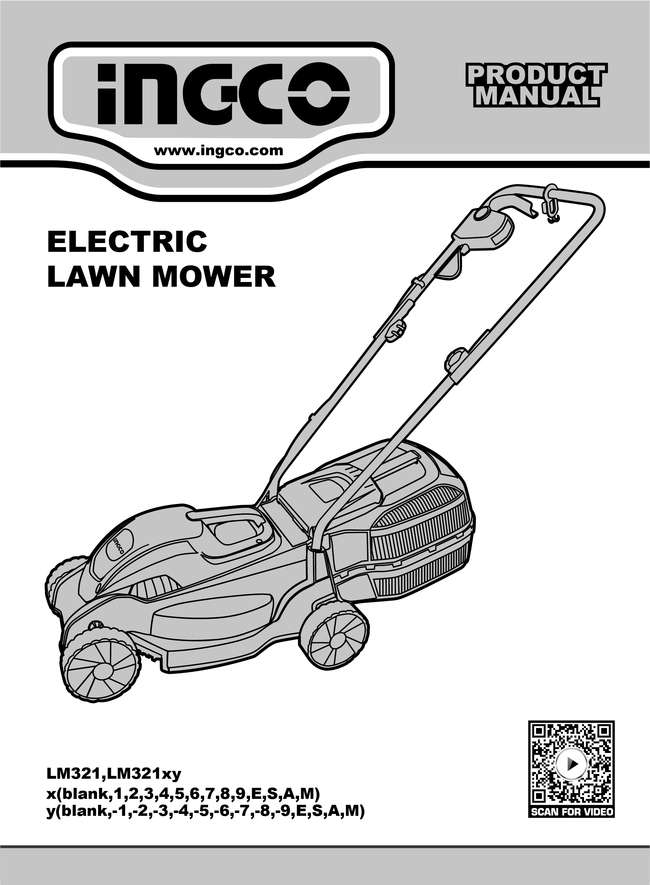 INGCO
www.ingco.com
PRODUCT
MANUAL
ELECTRIC
LAWN MOWER
INGCO
LM321,LM321xy
x(blank,1,2,3,4,5,6,7,8,9,E,S,A,M)
y(blank,-1,-2,-3,-4,-5,-6,-7,-8,-9,E,S,A,M)
SCAN FOR VIDEO